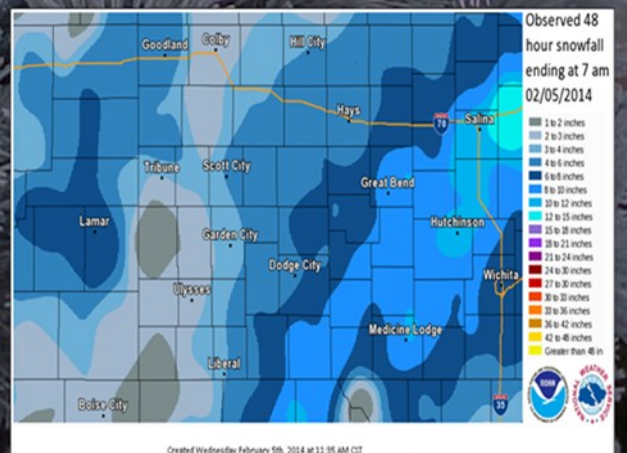 Observed 48
hour snowfall
ending at 7 am
02/05/2014
Goodland
Colby
Hill City
Hays
70
Salina
Tribune
Scott City
Great Bend
Lamar
Garden City
Hutchinson
Dodge City
Ulysses
Wichita
Medicine Lodge
Liberal
Boise City
35
1 to 2 inches
2 to 3 inches
3 to 4 inches
4 to 6 inches
6 to 8 inches
8 to 10 inches
10 to 12 inches
12 to 15 inches
15 to 18 inches
18 to 21 inches
21 to 24 inches
24 to 30 inches
27 to 30 inches
30 to 33 inches
33 to 36 inches
36 to 42 inches
42 to 48 inches
Greater than 48 in
NOAA
NATIONAL WEATHER SERVICE
Created Wednesday February 5th, 2014 at 11:35 AM CST